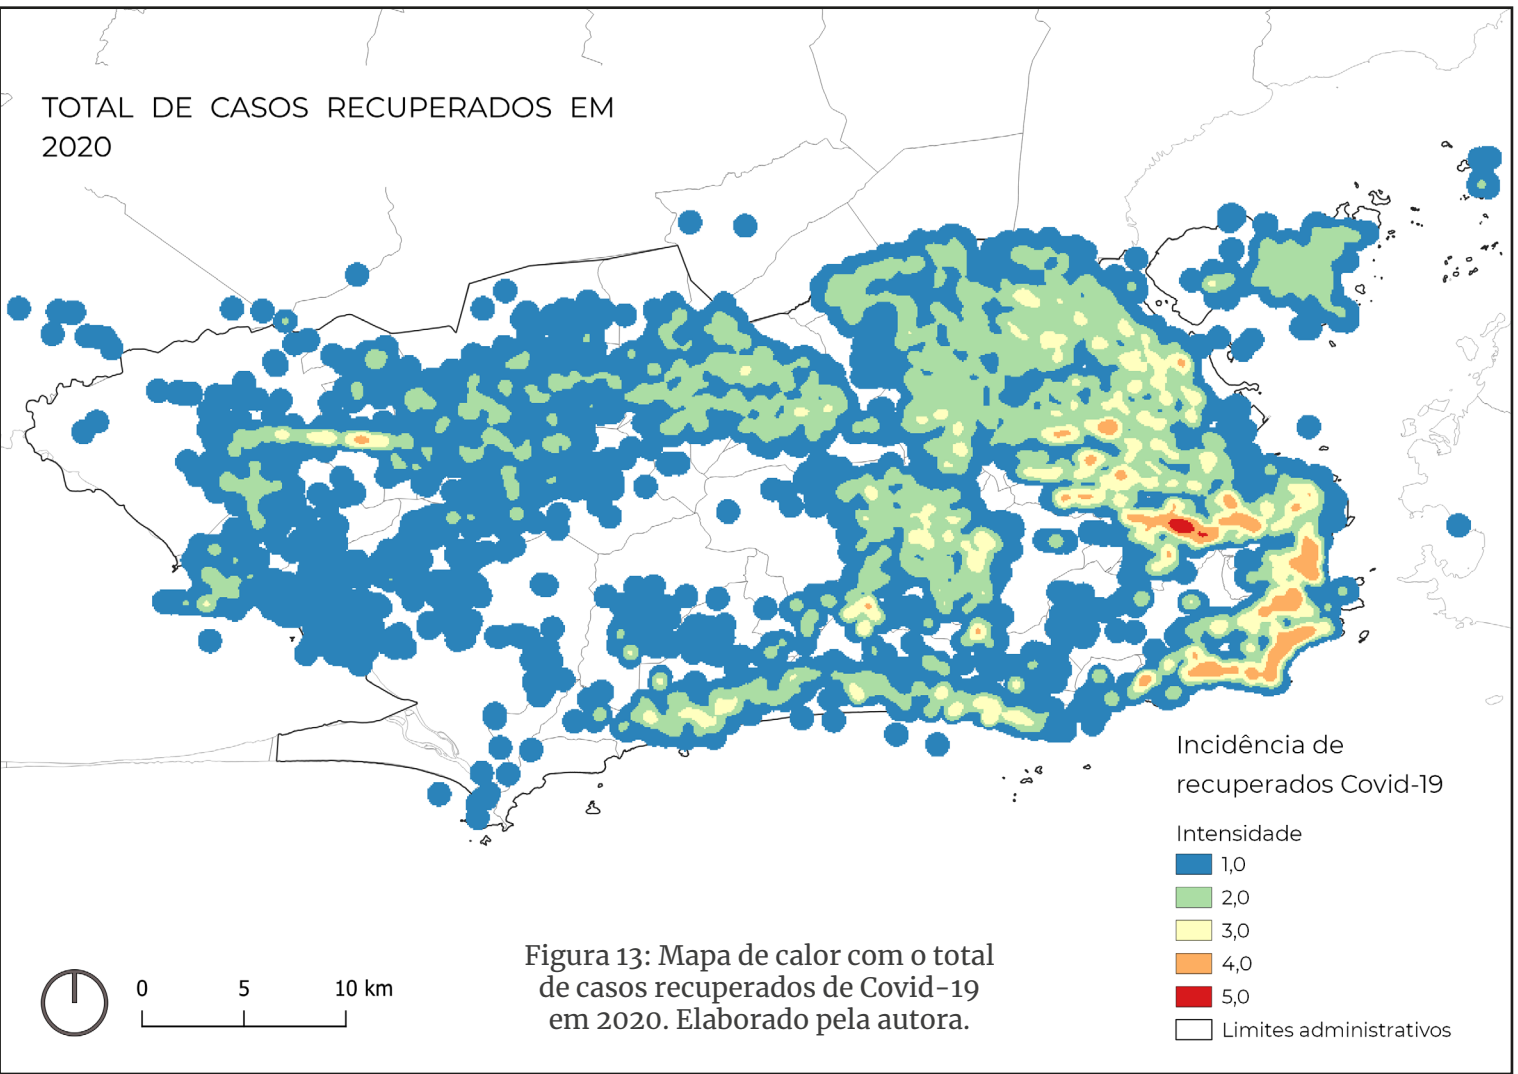 TOTAL DE CASOS RECUPERADOS EM
2020
Incidência de
recuperados Covid-19
Intensidade
1,0
2,0
3,0
4,0
5,0
Limites administrativos
Figura 13: Mapa de calor com o total
de casos recuperados de Covid-19
em 2020. Elaborado pela autora.
0 5 10 km